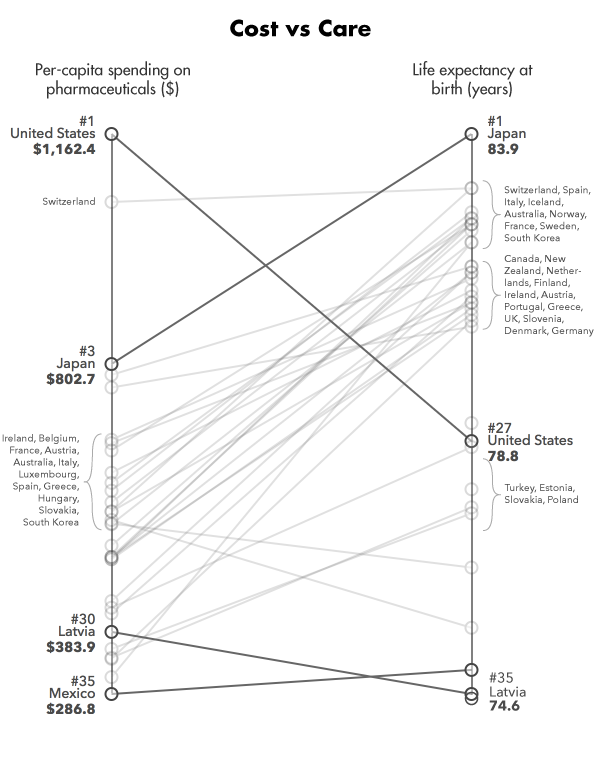 Cost vs Care
Per-capita spending on
pharmaceuticals ($)
Life expectancy at
birth (years)
#1
United States
$1,162.4
Switzerland
#3
Japan
$802.7
Ireland, Belgium,
France, Austria,
Australia, Italy,
Luxembourg,
Spain, Greece,
Hungary,
Slovakia,
South Korea
#30
Latvia
$383.9
#35
Mexico
$286.8
#1
Japan
83.9
Switzerland, Spain,
Italy, Iceland,
Australia, Norway,
France, Sweden,
South Korea
Canada, New
Zealand, Nether-
lands, Finland,
Ireland, Austria,
Portugal, Greece,
UK, Slovenia,
Denmark, Germany
#27
United States
78.8
Turkey, Estonia,
Slovakia, Poland
#35
Latvia
74.6